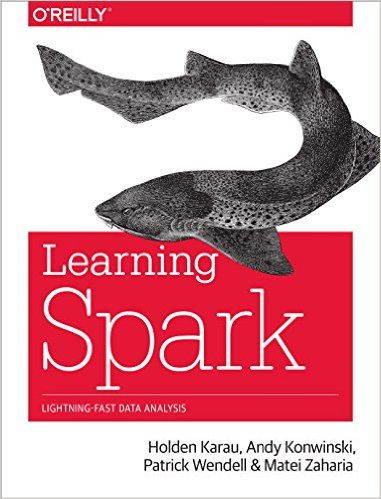 O'REILLY®
Learning
Spark
LIGHTNING-FAST DATA ANALYSIS
Holden Karau, Andy Konwinski,
Patrick Wendell & Matei Zaharia